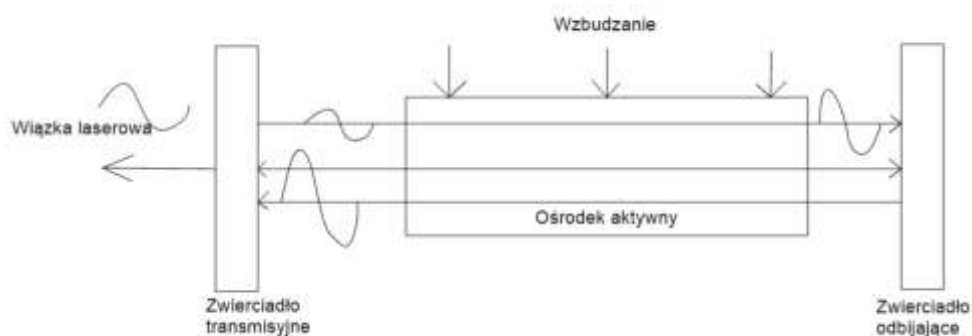 Wzbudzanie
Wiązka laserowa
Ośrodek aktywny
Zwierciadło
transmisyjne
Zwierciadło
odbijające